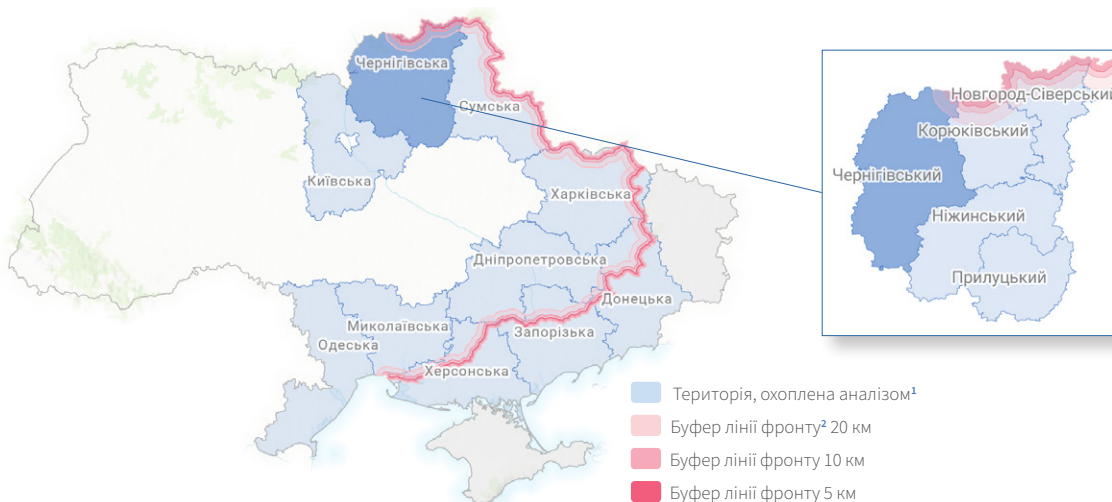 Чернігівська
Сумська
Київська
Харківська
Дніпропетровська
Донецька
Миколаївська
Запорізька
Одеська
Херсонська
Новгород-Сіверський
Корюківський
Чернігівський
Ніжинський
Прилуцький
Територія, охоплена аналізом¹
Буфер лінії фронту² 20 км
Буфер лінії фронту 10 км
Буфер лінії фронту 5 км